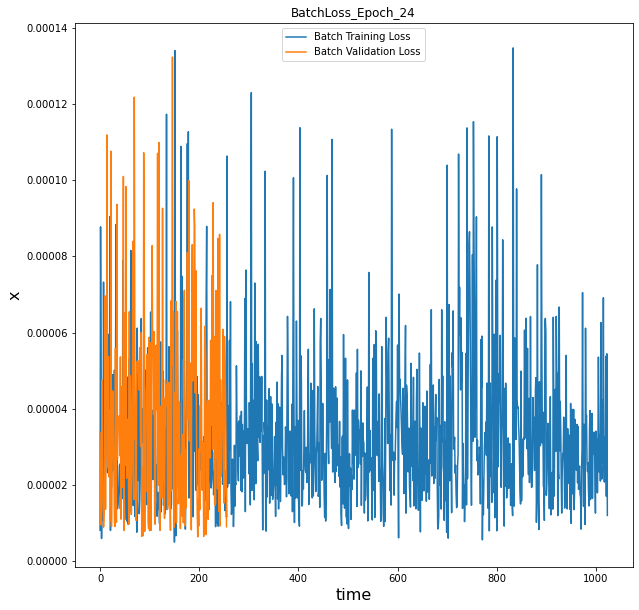 BatchLoss_Epoch_24
Batch Training Loss
Batch Validation Loss
0.00014
0.00012
0.00010
0.00008
0.00006
0.00004
0.00002
0.00000
x
0 200 400 600 800 1000
time